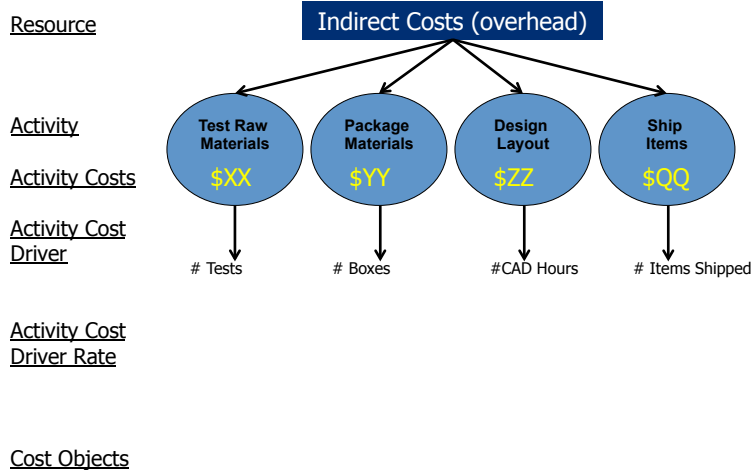 Resource
Indirect Costs (overhead)
Activity
Test Raw
Materials
Package
Materials
Design
Layout
Ship
Items
Activity Costs
$XX
$YY
$ZZ
$QQ
Activity Cost
Driver
# Tests
# Boxes
#CAD Hours
# Items Shipped
Activity Cost
Driver Rate
Cost Objects